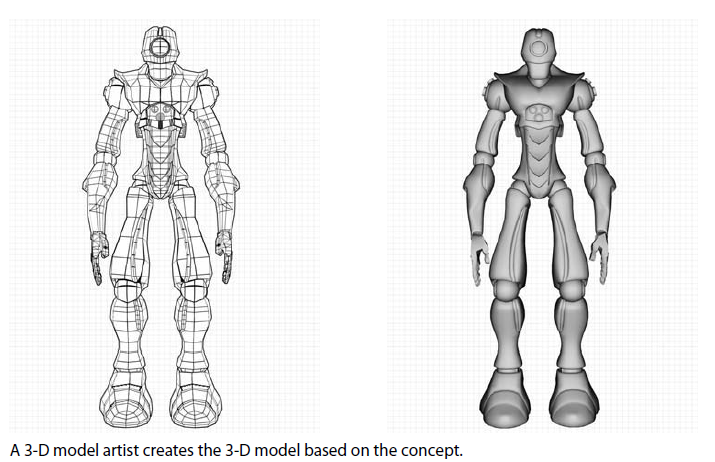 A 3-D model artist creates the 3-D model based on the concept.